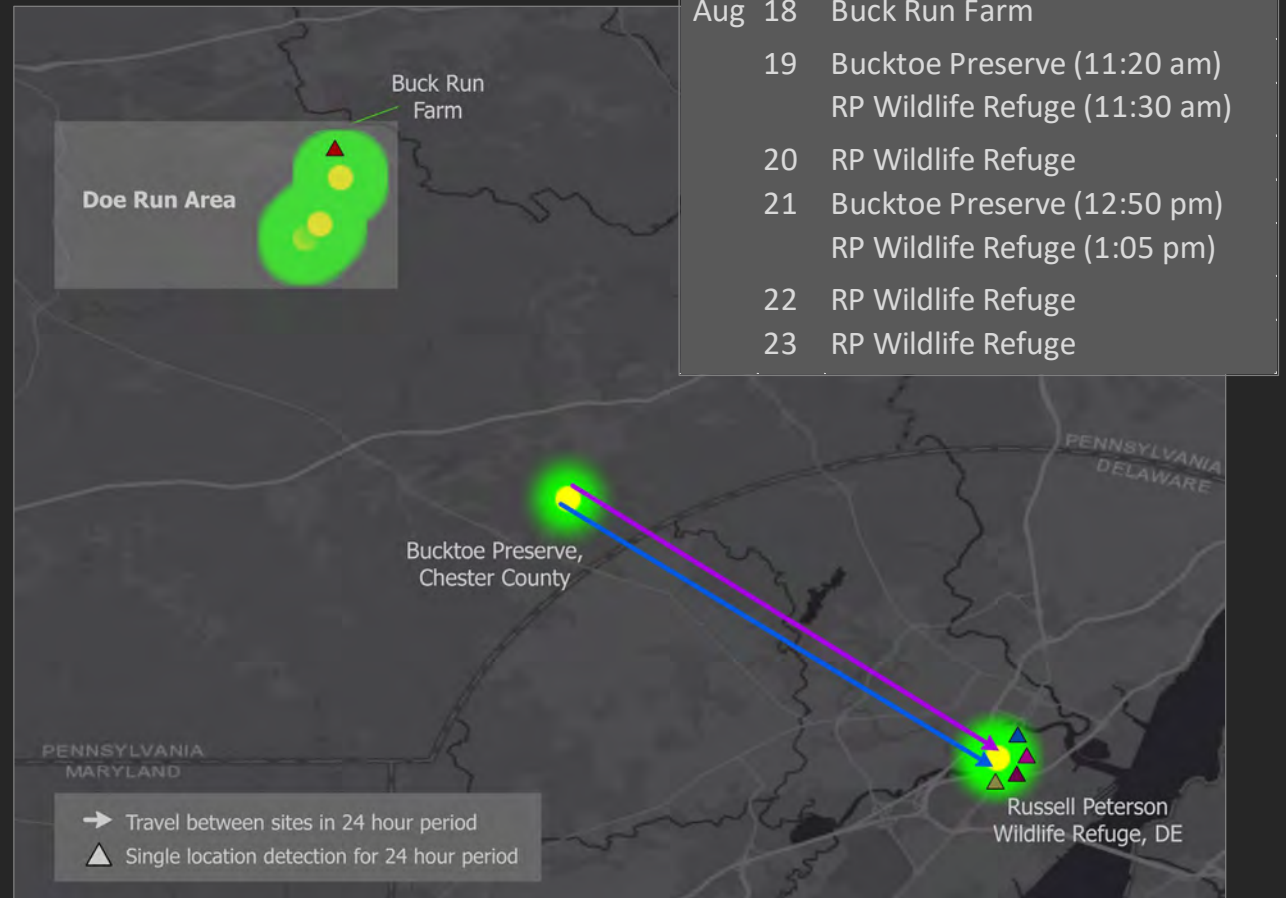 Aug 18 Buck Run Farm
19 Bucktoe Preserve (11:20 am)
RP Wildlife Refuge (11:30 am)
20 RP Wildlife Refuge
21 Bucktoe Preserve (12:50 pm)
RP Wildlife Refuge (1:05 pm)
22 RP Wildlife Refuge
23 RP Wildlife Refuge
Buck Run
Farm
Doe Run Area
PENNSYLVANIA
DELAWARE
Bucktoe Preserve,
Chester County
PENNSYLVANIA
MARYLAND
Russell Peterson
Wildlife Refuge, DE
Travel between sites in 24 hour period
Single location detection for 24 hour period